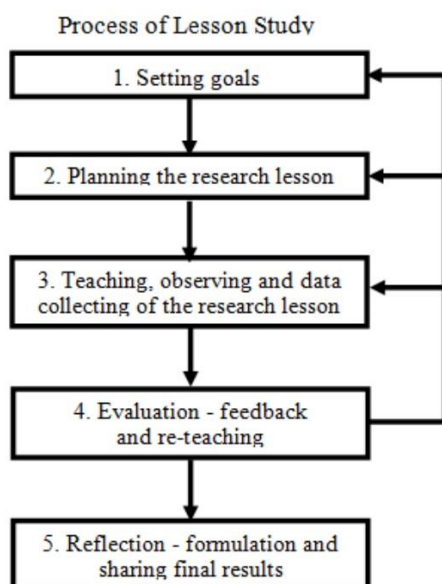 Process of Lesson Study
1. Setting goals
2. Planning the research lesson
3. Teaching, observing and data
collecting of the research lesson
4. Evaluation - feedback
and re-teaching
5. Reflection - formulation and
sharing final results